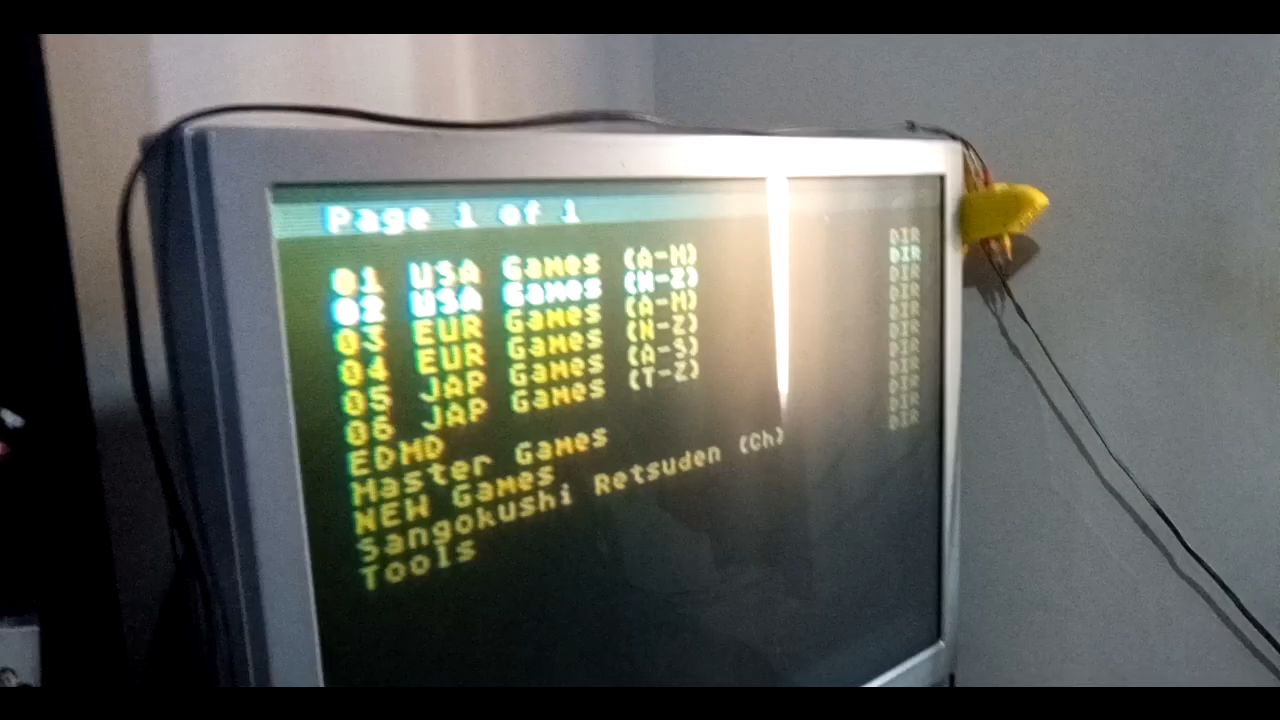 Page 1 of 1
01 USA Games (A-M) DIR
02 USA Games (N-Z) DIR
03 EUR Games (A-M) DIR
04 EUR Games (N-Z) DIR
05 JAP Games (A-S) DIR
06 JAP Games (T-Z) DIR
EDMD DIR
Master Games DIR
NEW Games DIR
Sangokushi Retsuden (Ch) DIR
Tools DIR